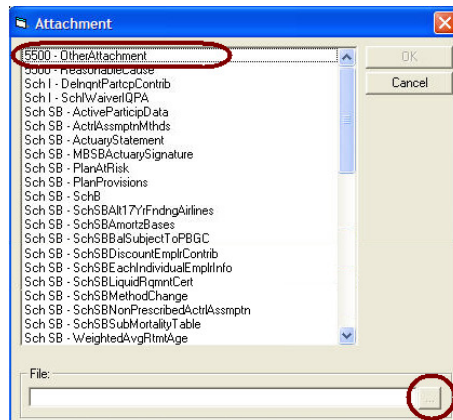 Attachment
5500 - OtherAttachment
5500 - ReasonableCause
Sch I - DelnqntPartcpContrib
Sch I - SchIWaiverIQPA
Sch SB - ActiveParticipData
Sch SB - ActrlAssmptnMthds
Sch SB - ActuaryStatement
Sch SB - MBSBActuarySignature
Sch SB - PlanAtRisk
Sch SB - PlanProvisions
Sch SB - SchB
Sch SB - SchSBAlt17YrFndngAirlines
Sch SB - SchSBAmortzBases
Sch SB - SchSBBalSubjectToPBGC
Sch SB - SchSBDiscountEmplrContrib
Sch SB - SchSBEachIndividualEmplrInfo
Sch SB - SchSBLiquidRqmntCert
Sch SB - SchSBMethodChange
Sch SB - SchSBNonPrescribedActrlAssmptn
Sch SB - SchSBSubMortalityTable
Sch SB - WeightedAvgRtmtAge
OK
Cancel
File:
...